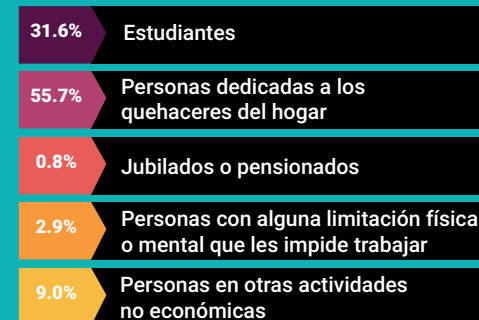 31.6% Estudiantes
55.7% Personas dedicadas a los
quehaceres del hogar
0.8% Jubilados o pensionados
2.9% Personas con alguna limitación física
o mental que les impide trabajar
9.0% Personas en otras actividades
no económicas